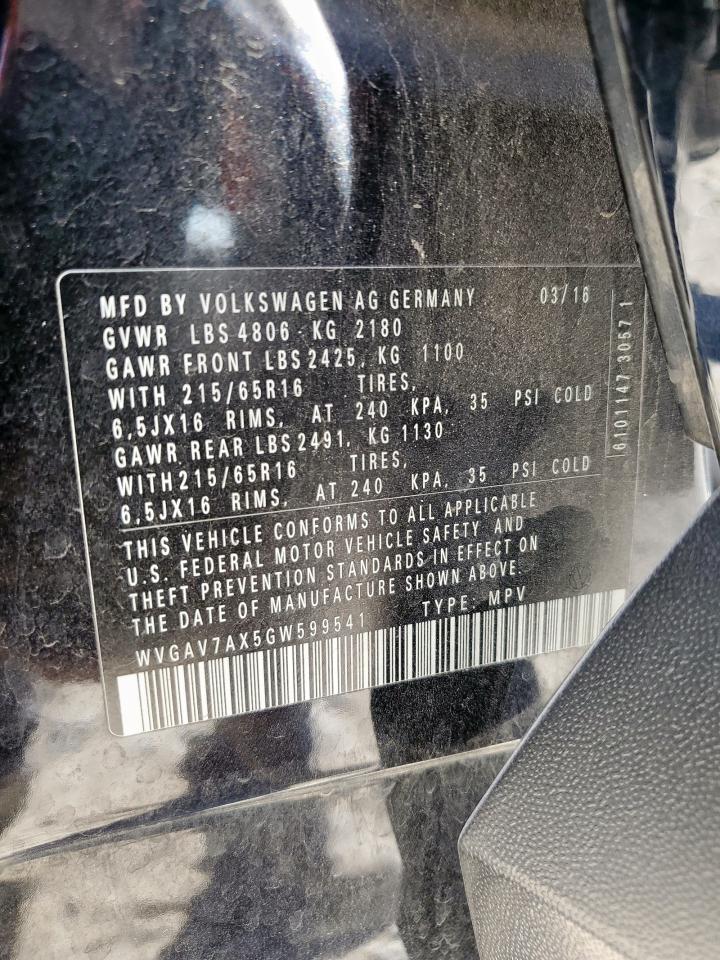 MFD BY VOLKSWAGEN AG GERMANY 03/16
GVWR LBS 4806 - KG 2180
GAWR FRONT LBS 2425, KG 1100
WITH 215/65R16 TIRES,
6,5JX16 RIMS, AT 240 KPA, 35 PSI COLD
GAWR REAR LBS 2491, KG 1130
WITH 215/65R16 TIRES,
6,5JX16 RIMS, AT 240 KPA, 35 PSI COLD
THIS VEHICLE CONFORMS TO ALL APPLICABLE
U.S. FEDERAL MOTOR VEHICLE SAFETY AND
THEFT PREVENTION STANDARDS IN EFFECT ON
THE DATE OF MANUFACTURE SHOWN ABOVE.
WVGAV7AX5GW599541 TYPE: MPV
6101147 3057 1